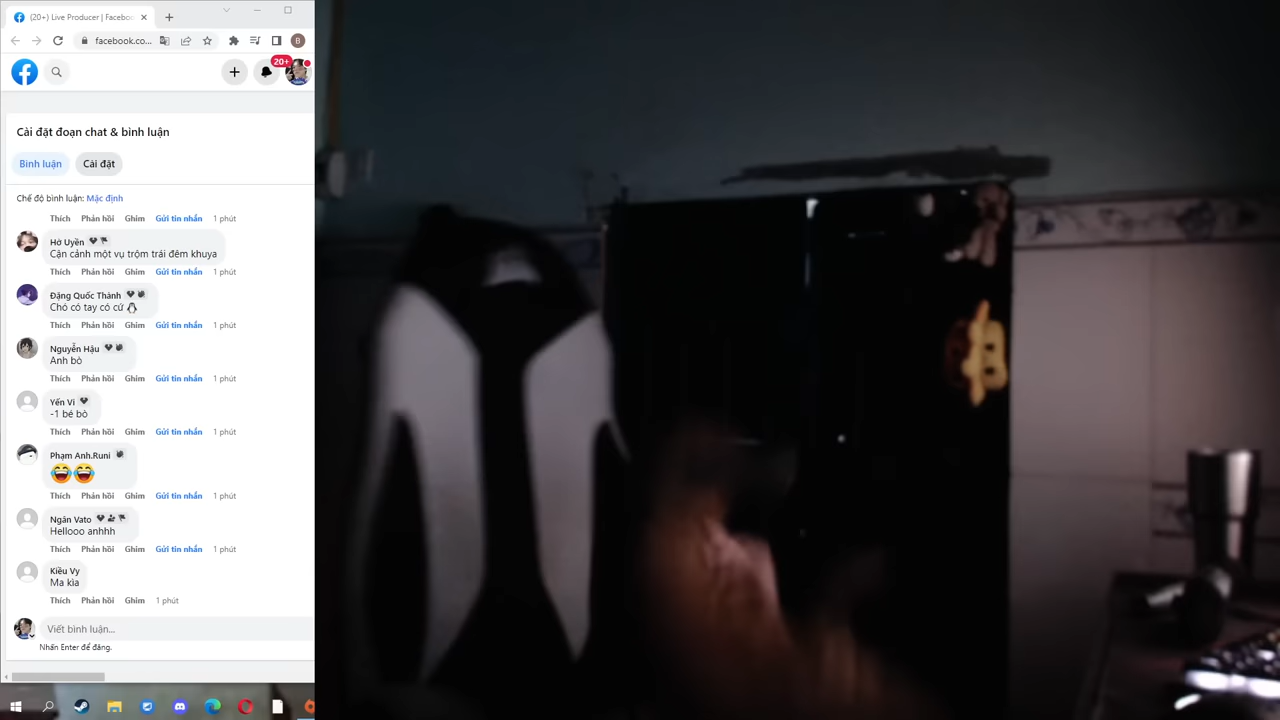 (20+) Live Producer | Facebo
facebook.co...
20+
B
Cài đặt đoạn chat & bình luận
Bình luận
Cài đặt
Chế độ bình luận: Mặc định
Thích Phản hồi Ghim Gửi tin nhắn 1 phút
Hờ Uyên
Cận cảnh một vụ trộm trái đêm khuya
Thích Phản hồi Ghim Gửi tin nhắn 1 phút
Đặng Quốc Thành
Chó có tay có cứ 🐧
Thích Phản hồi Ghim Gửi tin nhắn 1 phút
Nguyễn Hậu
Anh bò
Thích Phản hồi Ghim Gửi tin nhắn 1 phút
Yến Vi
-1 bé bò
Thích Phản hồi Ghim Gửi tin nhắn 1 phút
Phạm Anh.Runi
😂😂
Thích Phản hồi Ghim Gửi tin nhắn 1 phút
Ngân Vato
Hellooo anhhh
Thích Phản hồi Ghim Gửi tin nhắn 1 phút
Kiều Vy
Ma kìa
Thích Phản hồi Ghim 1 phút
Viết bình luận...
Nhấn Enter để đăng.